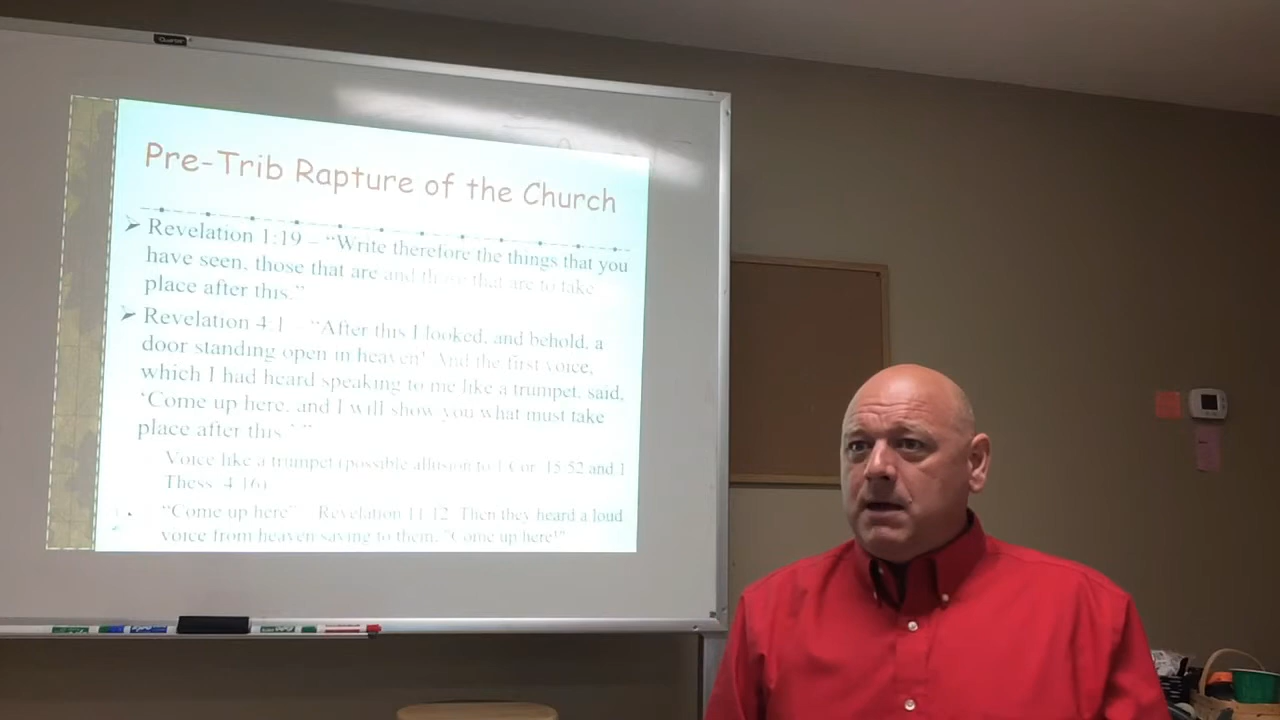 Quartet
Pre-Trib Rapture of the Church
Revelation 1:19 – “Write therefore the things that you
have seen, those that are and those that are to take
place after this.”
Revelation 4:1 – “After this I looked, and behold, a
door standing open in heaven! And the first voice,
which I had heard speaking to me like a trumpet, said,
‘Come up here, and I will show you what must take
place after this.’”
Voice like a trumpet (possible allusion to 1 Cor. 15:52 and 1
Thess. 4:16)
“Come up here” – Revelation 11:12 Then they heard a loud
voice from heaven saying to them, “Come up here!”